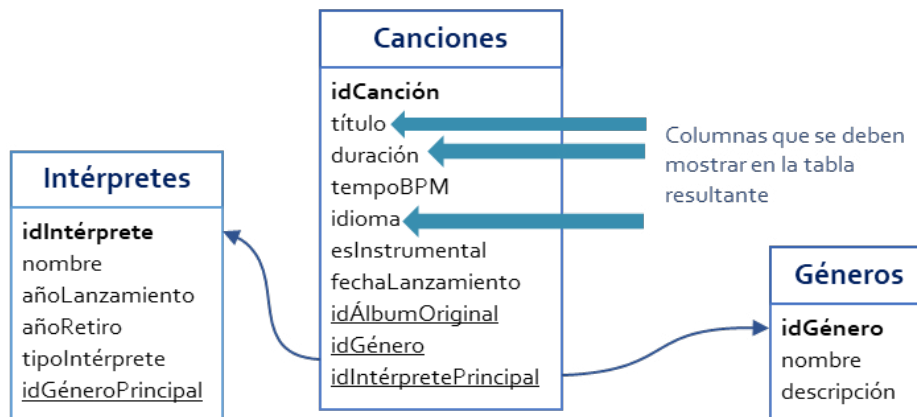 Canciones
idCanción
título
duración
tempoBPM
idioma
esInstrumental
fechaLanzamiento
idÁlbumOriginal
idGénero
idIntérpretePrincipal
Columnas que se deben
mostrar en la tabla
resultante
Intérpretes
idIntérprete
nombre
añoLanzamiento
añoRetiro
tipoIntérprete
idGéneroPrincipal
Géneros
idGénero
nombre
descripción